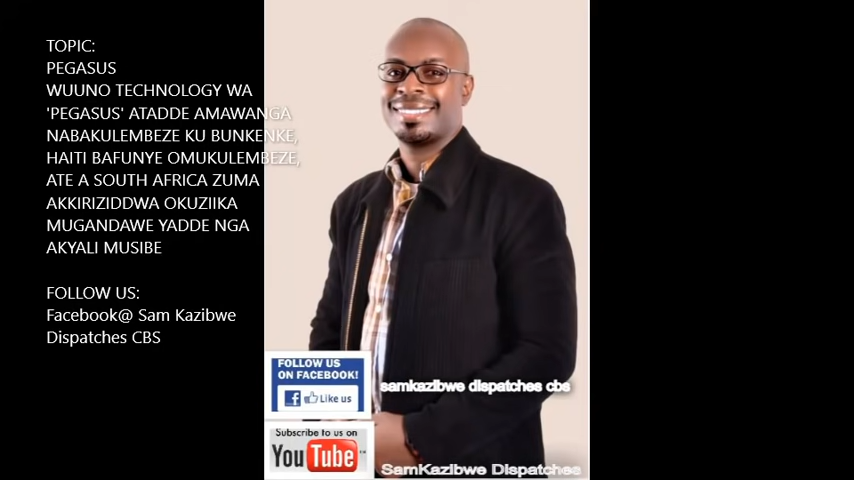 TOPIC:
PEGASUS
WUUNO TECHNOLOGY WA
'PEGASUS' ATADDE AMAWANGA
NABAKULEMBEZE KU BUNKENKE,
HAITI BAFUNYE OMUKULEMBEZE,
ATE A SOUTH AFRICA ZUMA
AKKIRIZIDDWA OKUZIIKA
MUGANDAWE YADDE NGA
AKYALI MUSIBE
FOLLOW US:
Facebook@ Sam Kazibwe
Dispatches CBS
FOLLOW US
ON FACEBOOK!
f Like us
samkazibwe dispatches cbs
Subscribe to us on
YouTube
SamKazibwe Dispatches